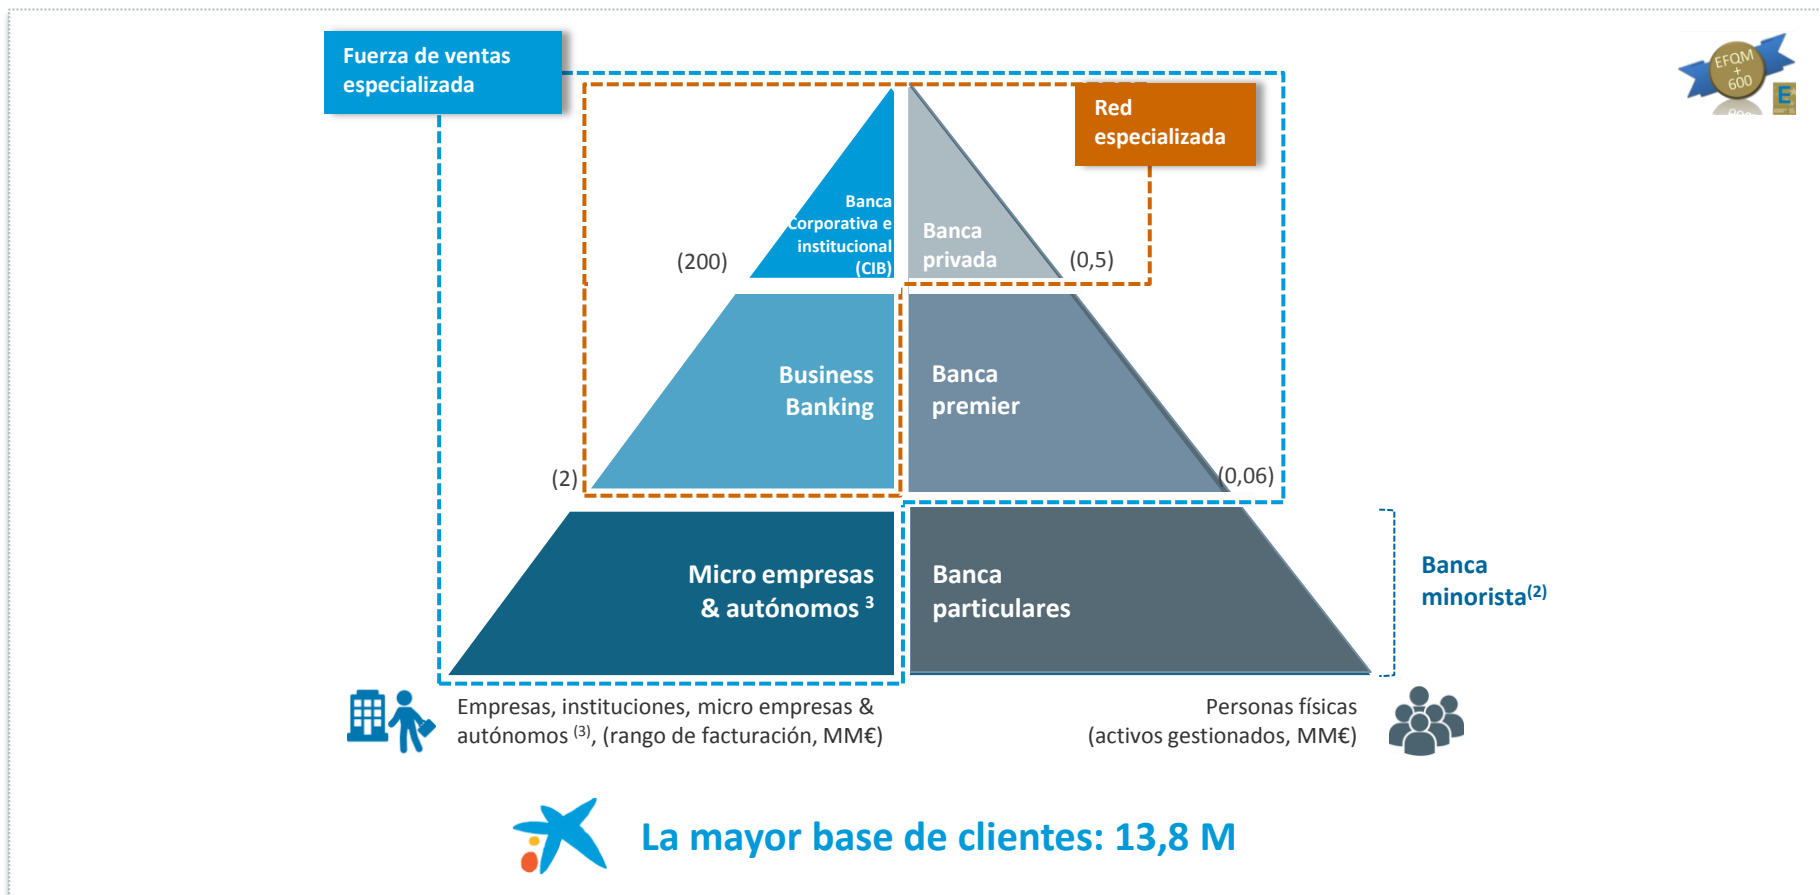 Fuerza de ventas
especializada
EFQM
+
600
E
Red
especializada
Banca
Corporativa e
institucional
(CIB)
Banca
privada
(200)
(0,5)
Business
Banking
Banca
premier
(2)
(0,06)
Micro empresas
& autónomos 3
Banca
particulares
Banca
minorista(2)
Empresas, instituciones, micro empresas &
autónomos (3), (rango de facturación, MM€)
Personas físicas
(activos gestionados, MM€)
La mayor base de clientes: 13,8 M